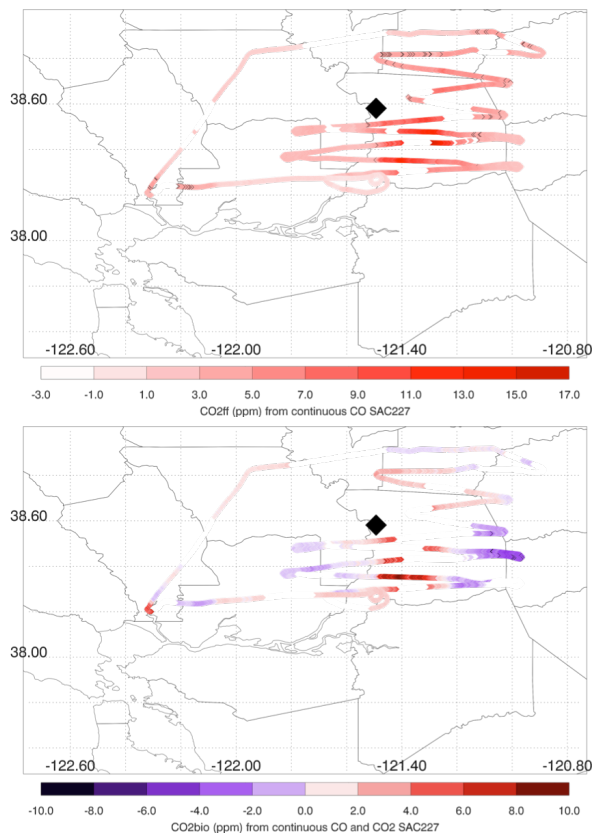 38.60
38.00
-122.60 -122.00 -121.40 -120.80
-3.0 -1.0 1.0 3.0 5.0 7.0 9.0 11.0 13.0 15.0 17.0
CO2ff (ppm) from continuous CO SAC227
38.60
38.00
-122.60 -122.00 -121.40 -120.80
-10.0 -8.0 -6.0 -4.0 -2.0 0.0 2.0 4.0 6.0 8.0 10.0
CO2bio (ppm) from continuous CO and CO2 SAC227